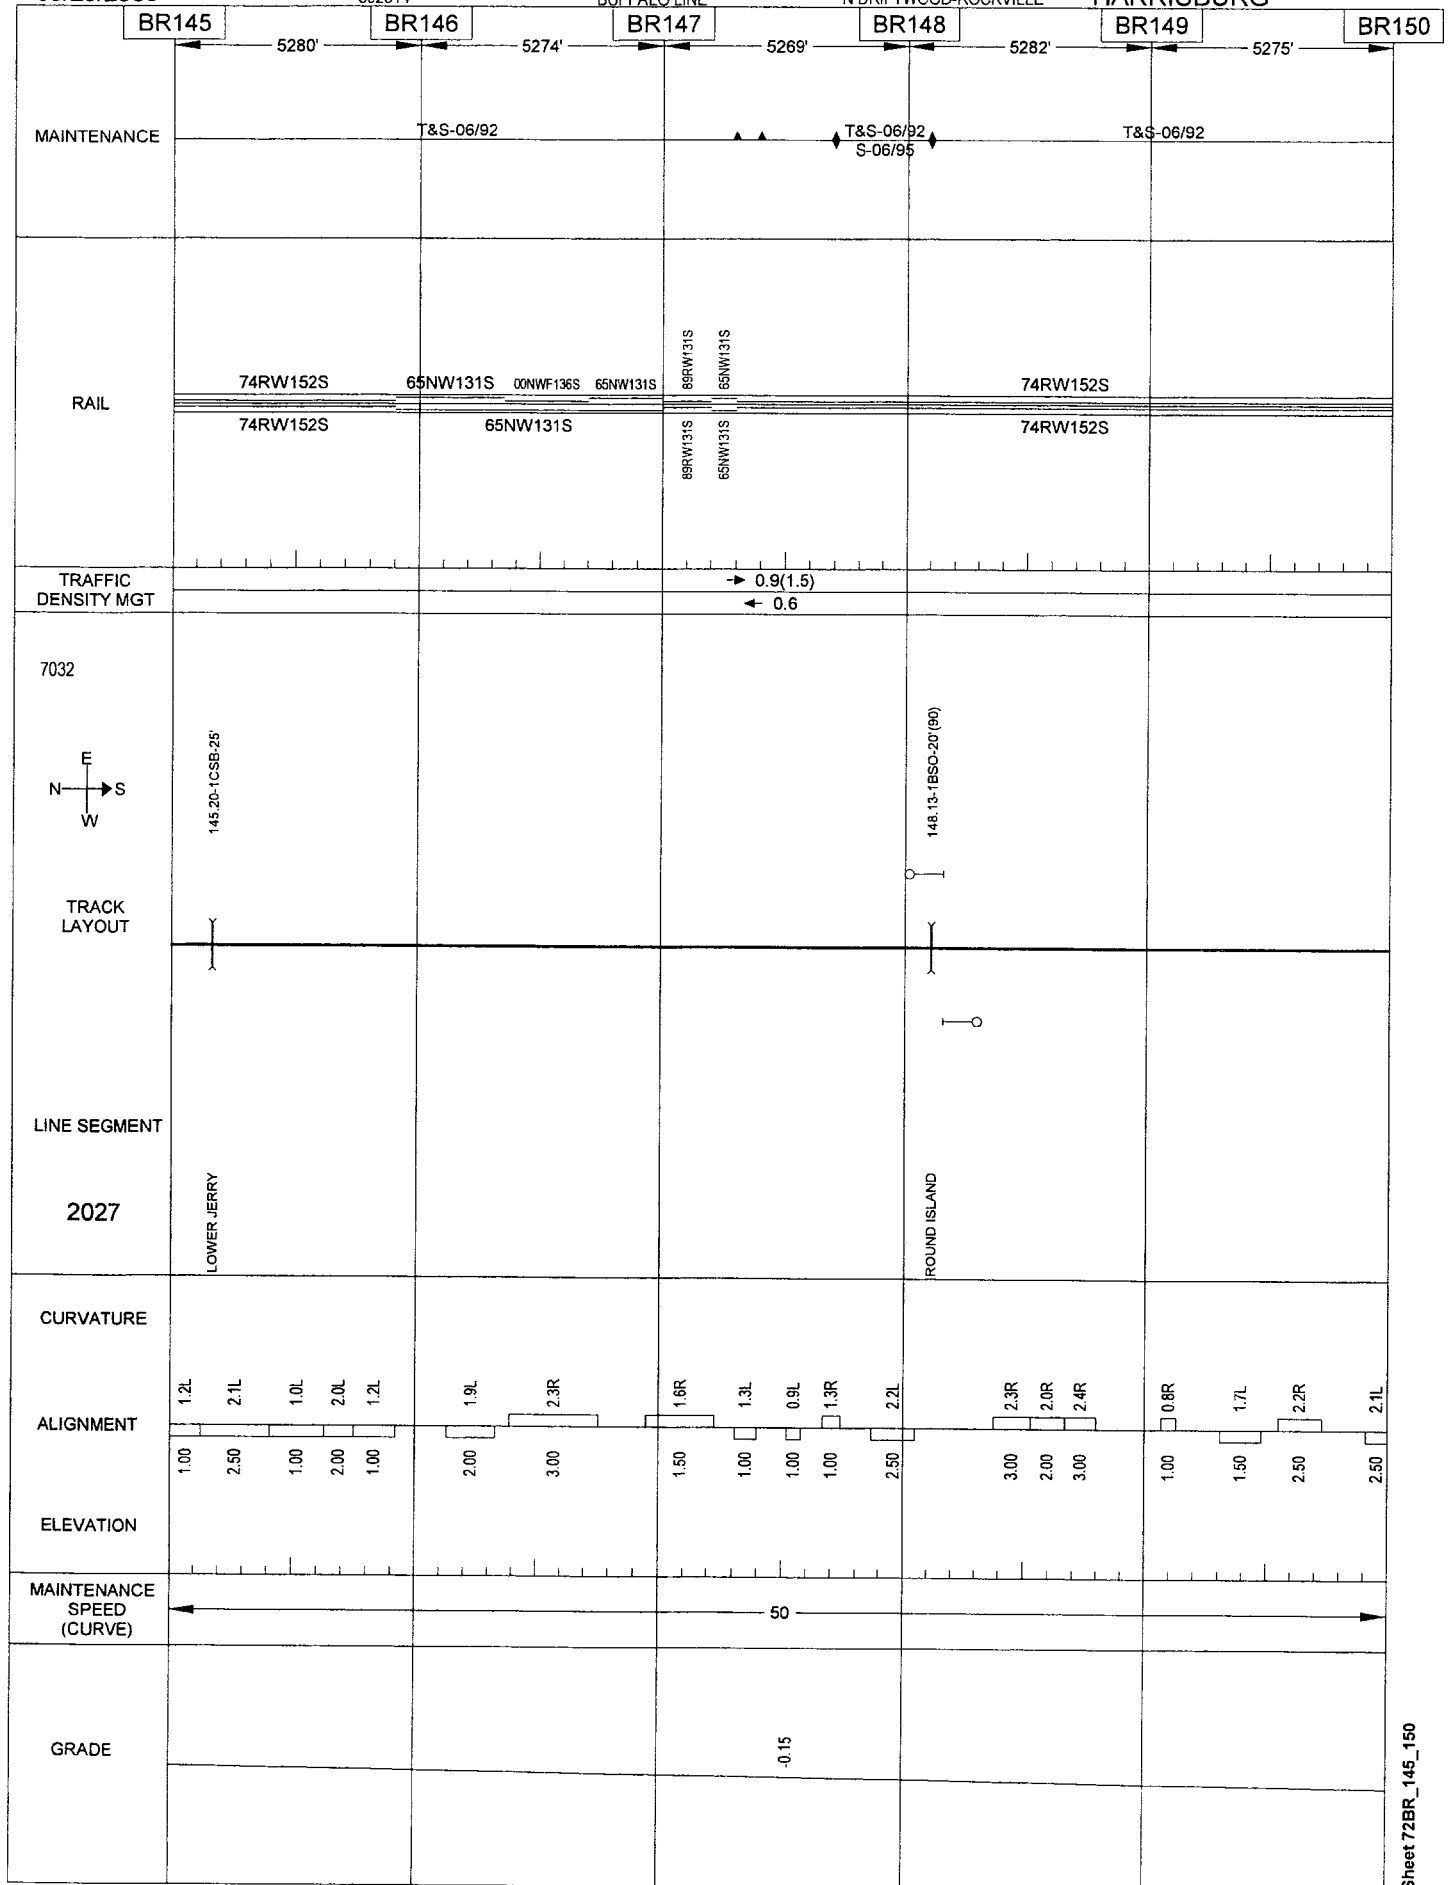 BUFFALO LINE N DRIFTWOOD-ROCKVILLE HARRISBURG
BR145 BR146 BR147 BR148 BR149 BR150
5280' 5274' 5269' 5282' 5275'
MAINTENANCE
T&S-06/92 T&S-06/92 T&S-06/92
S-06/95
RAIL
74RW152S 65NW131S 00NWF136S 65NW131S 89RW131S 65NW131S 74RW152S
74RW152S 65NW131S 89RW131S 65NW131S 74RW152S
TRAFFIC
DENSITY MGT
0.9(1.5)
0.6
7032
E
N S
W
145.20-1CSB-25'
148.13-1BSO-20'(90)
TRACK
LAYOUT
LINE SEGMENT
2027
LOWER JERRY
ROUND ISLAND
CURVATURE
1.2L 2.1L 1.0L 2.0L 1.2L 1.9L 2.3R 1.6R 1.3L 0.9L 1.3R 2.2L 2.3R 2.0R 2.4R 0.8R 1.7L 2.2R 2.1L
ALIGNMENT
1.00 2.50 1.00 2.00 1.00 2.00 3.00 1.50 1.00 1.00 1.00 2.50 3.00 2.00 3.00 1.00 1.50 2.50 2.50
ELEVATION
MAINTENANCE
SPEED
(CURVE)
50
GRADE
-0.15
Sheet 72BR_145_150